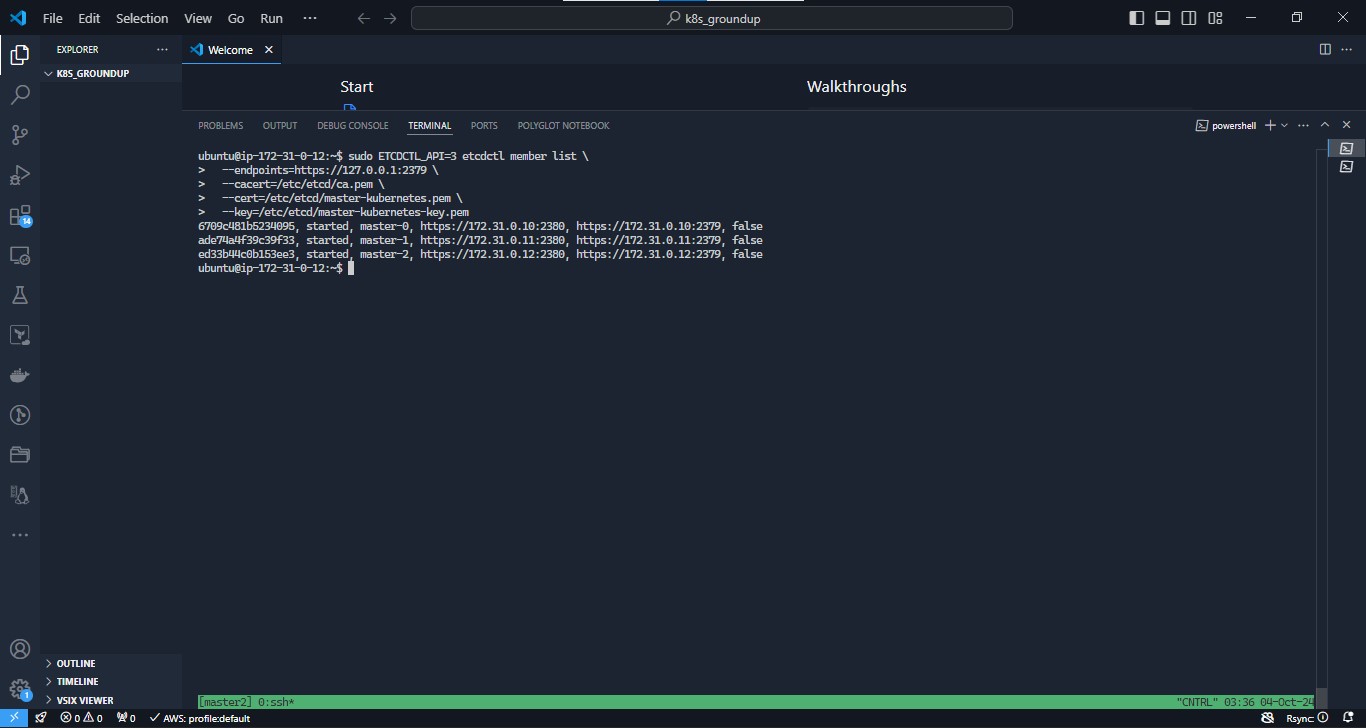 File Edit Selection View Go Run ···
k8s_groundup
EXPLORER ···
Welcome
K8S_GROUNDUP
Start
Walkthroughs
PROBLEMS OUTPUT DEBUG CONSOLE TERMINAL PORTS POLYGLOT NOTEBOOK
powershell
ubuntu@ip-172-31-0-12:~$ sudo ETCDCTL_API=3 etcdctl member list \
>   --endpoints=https://127.0.0.1:2379 \
>   --cacert=/etc/etcd/ca.pem \
>   --cert=/etc/etcd/master-kubernetes.pem \
>   --key=/etc/etcd/master-kubernetes-key.pem
6709c481b5234095, started, master-0, https://172.31.0.10:2380, https://172.31.0.10:2379, false
ade74a4f39c39f33, started, master-1, https://172.31.0.11:2380, https://172.31.0.11:2379, false
ed33b44c0b153ee3, started, master-2, https://172.31.0.12:2380, https://172.31.0.12:2379, false
ubuntu@ip-172-31-0-12:~$
14
OUTLINE
TIMELINE
1
VSIX VIEWER
[master2] 0:ssh* "CNTRL" 03:36 04-Oct-24
0 0 0 AWS: profile:default Rsync: